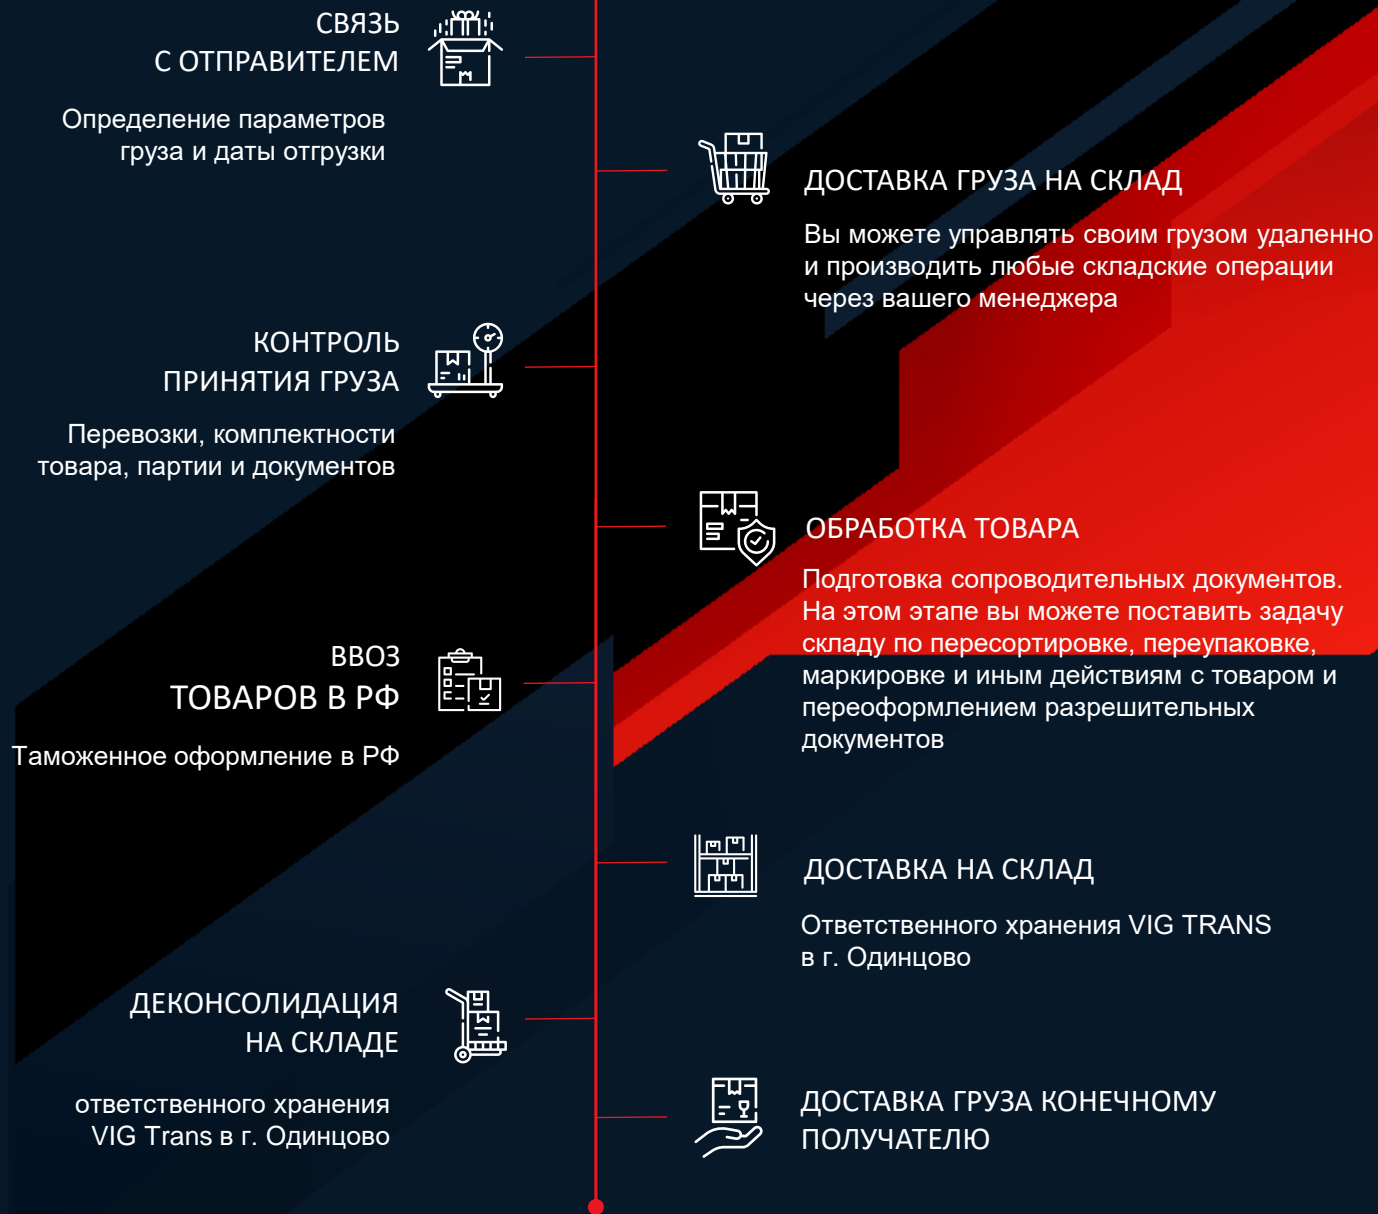 СВЯЗЬ
С ОТПРАВИТЕЛЕМ
Определение параметров
груза и даты отгрузки
ДОСТАВКА ГРУЗА НА СКЛАД
Вы можете управлять своим грузом удаленно
и производить любые складские операции
через вашего менеджера
КОНТРОЛЬ
ПРИНЯТИЯ ГРУЗА
Перевозки, комплектности
товара, партии и документов
ОБРАБОТКА ТОВАРА
Подготовка сопроводительных документов.
На этом этапе вы можете поставить задачу
складу по пересортировке, переупаковке,
маркировке и иным действиям с товаром и
переоформлением разрешительных
документов
ВВОЗ
ТОВАРОВ В РФ
Таможенное оформление в РФ
ДОСТАВКА НА СКЛАД
Ответственного хранения VIG TRANS
в г. Одинцово
ДЕКОНСОЛИДАЦИЯ
НА СКЛАДЕ
ответственного хранения
VIG Trans в г. Одинцово
ДОСТАВКА ГРУЗА КОНЕЧНОМУ
ПОЛУЧАТЕЛЮ